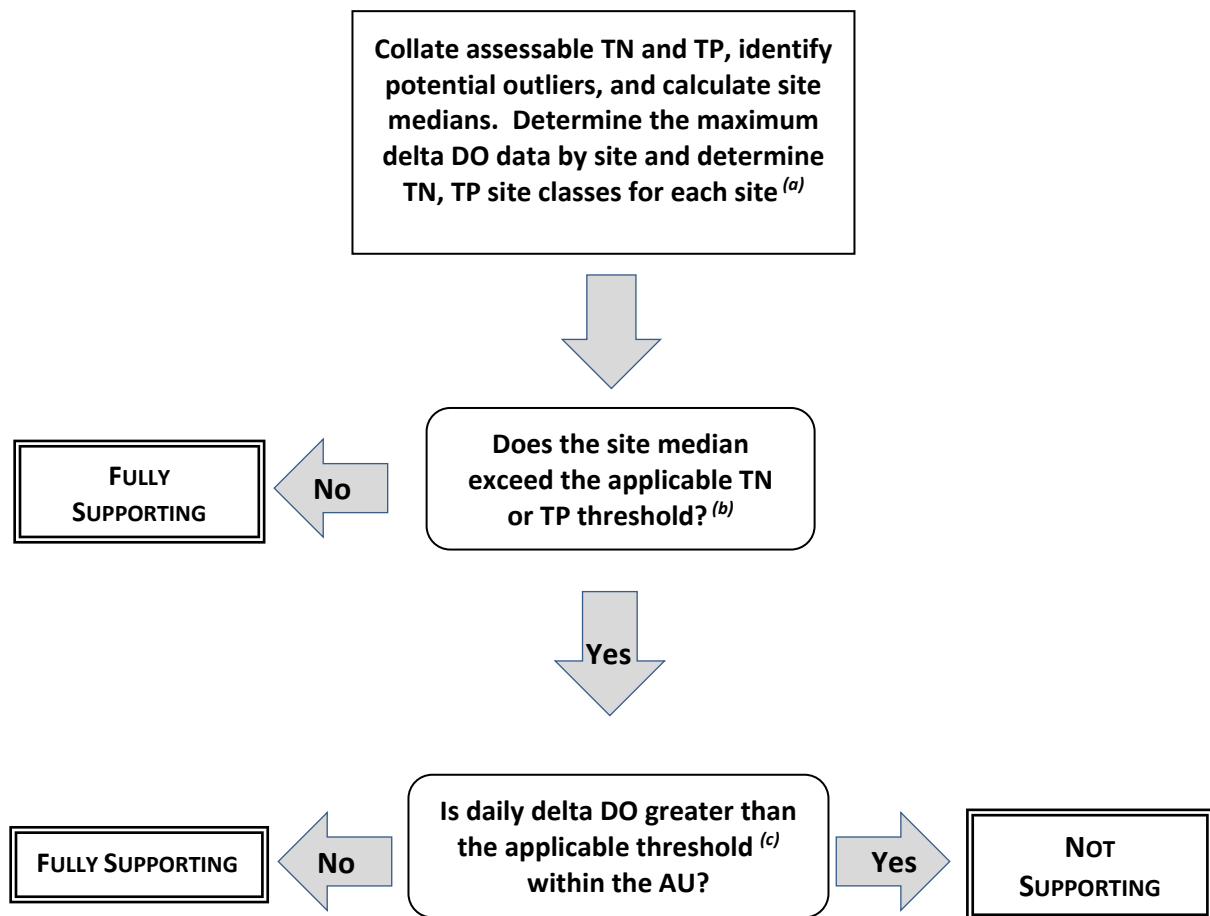 Collate assessable TN and TP, identify
potential outliers, and calculate site
medians. Determine the maximum
delta DO data by site and determine
TN, TP site classes for each site (a)
Does the site median
exceed the applicable TN
or TP threshold? (b)
No
FULLY
SUPPORTING
Yes
Is daily delta DO greater than
the applicable threshold (c)
within the AU?
No
FULLY SUPPORTING
Yes
NOT
SUPPORTING